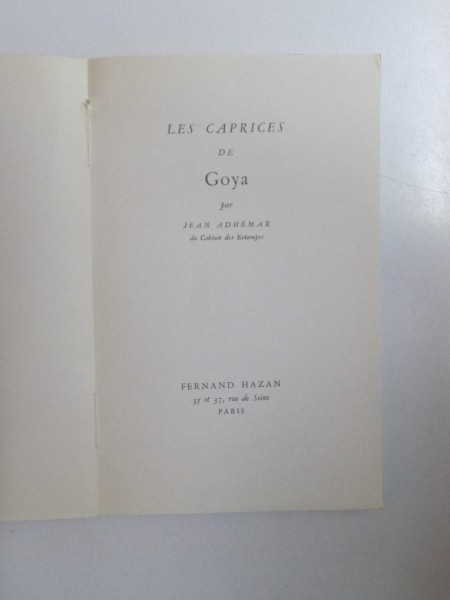 LES CAPRICES
DE
Goya
par
JEAN ADHÉMAR
du Cabinet des Estampes
FERNAND HAZAN
35 et 37, rue de Seine
PARIS